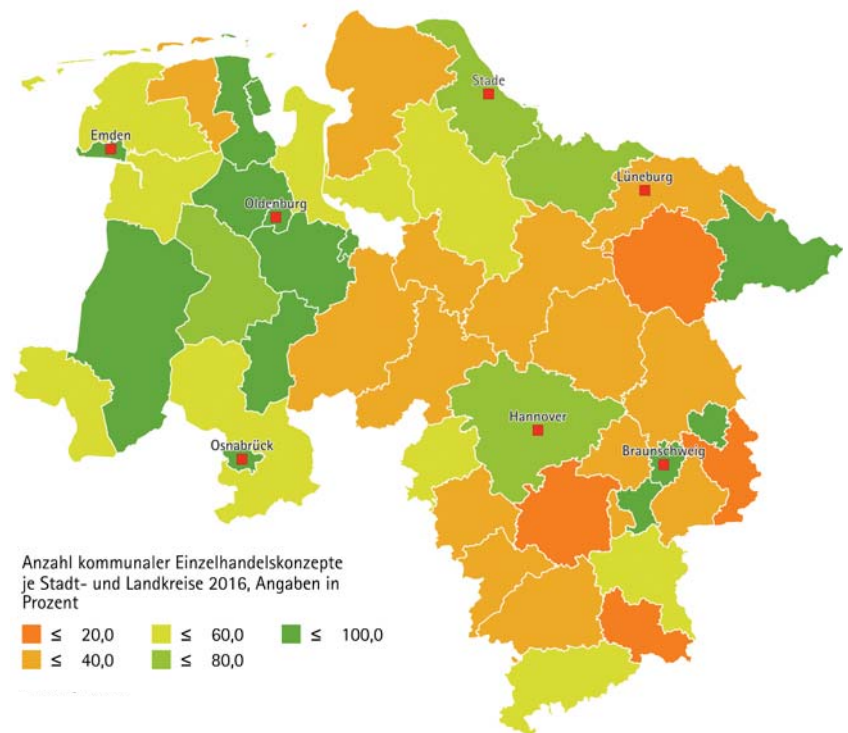 Stade
Emden
Lüneburg
Oldenburg
Hannover
Osnabrück
Braunschweig
Anzahl kommunaler Einzelhandelskonzepte
je Stadt- und Landkreise 2016, Angaben in
Prozent
≤ 20,0 ≤ 60,0 ≤ 100,0
≤ 40,0 ≤ 80,0